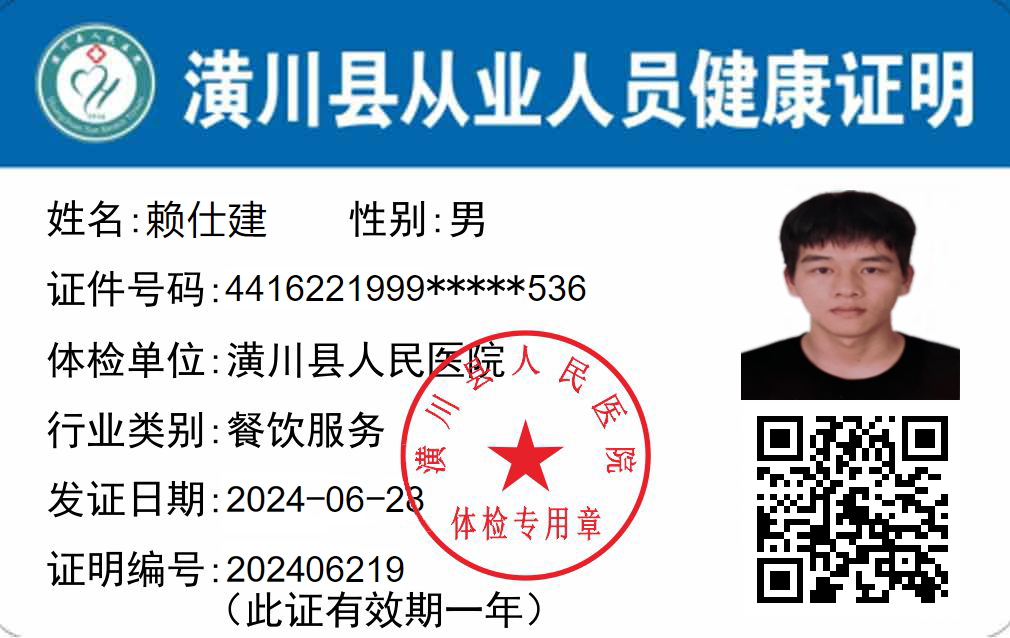 潢川县从业人员健康证明
姓名:赖仕建 性别:男
证件号码:4416221999*****536
体检单位:潢川县人民医院
行业类别:餐饮服务
发证日期:2024-06-28
证明编号:202406219
(此证有效期一年)
潢川县人民医院
体检专用章